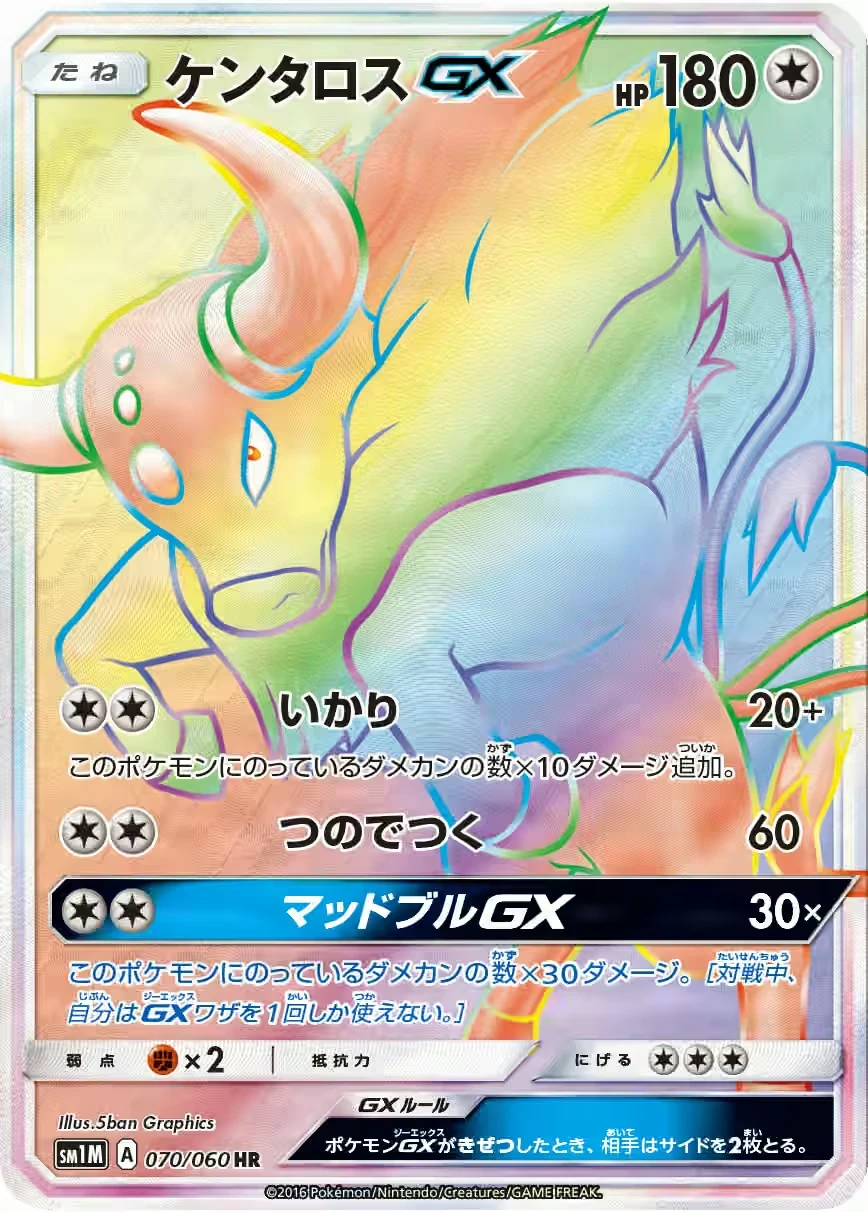 たね ケンタロスGX HP180
いかり 20+
このポケモンにのっているダメカンの数×10ダメージ追加。
つのでつく 60
マッドブルGX 30×
このポケモンにのっているダメカンの数×30ダメージ。[対戦中、
自分はGXワザを1回しか使えない。]
弱点 ×2 抵抗力 にげる
GXルール
Illus.5ban Graphics
ポケモンGXがきぜつしたとき、相手はサイドを2枚とる。
SM1M A 070/060 HR
©2016 Pokémon/Nintendo/Creatures/GAME FREAK.